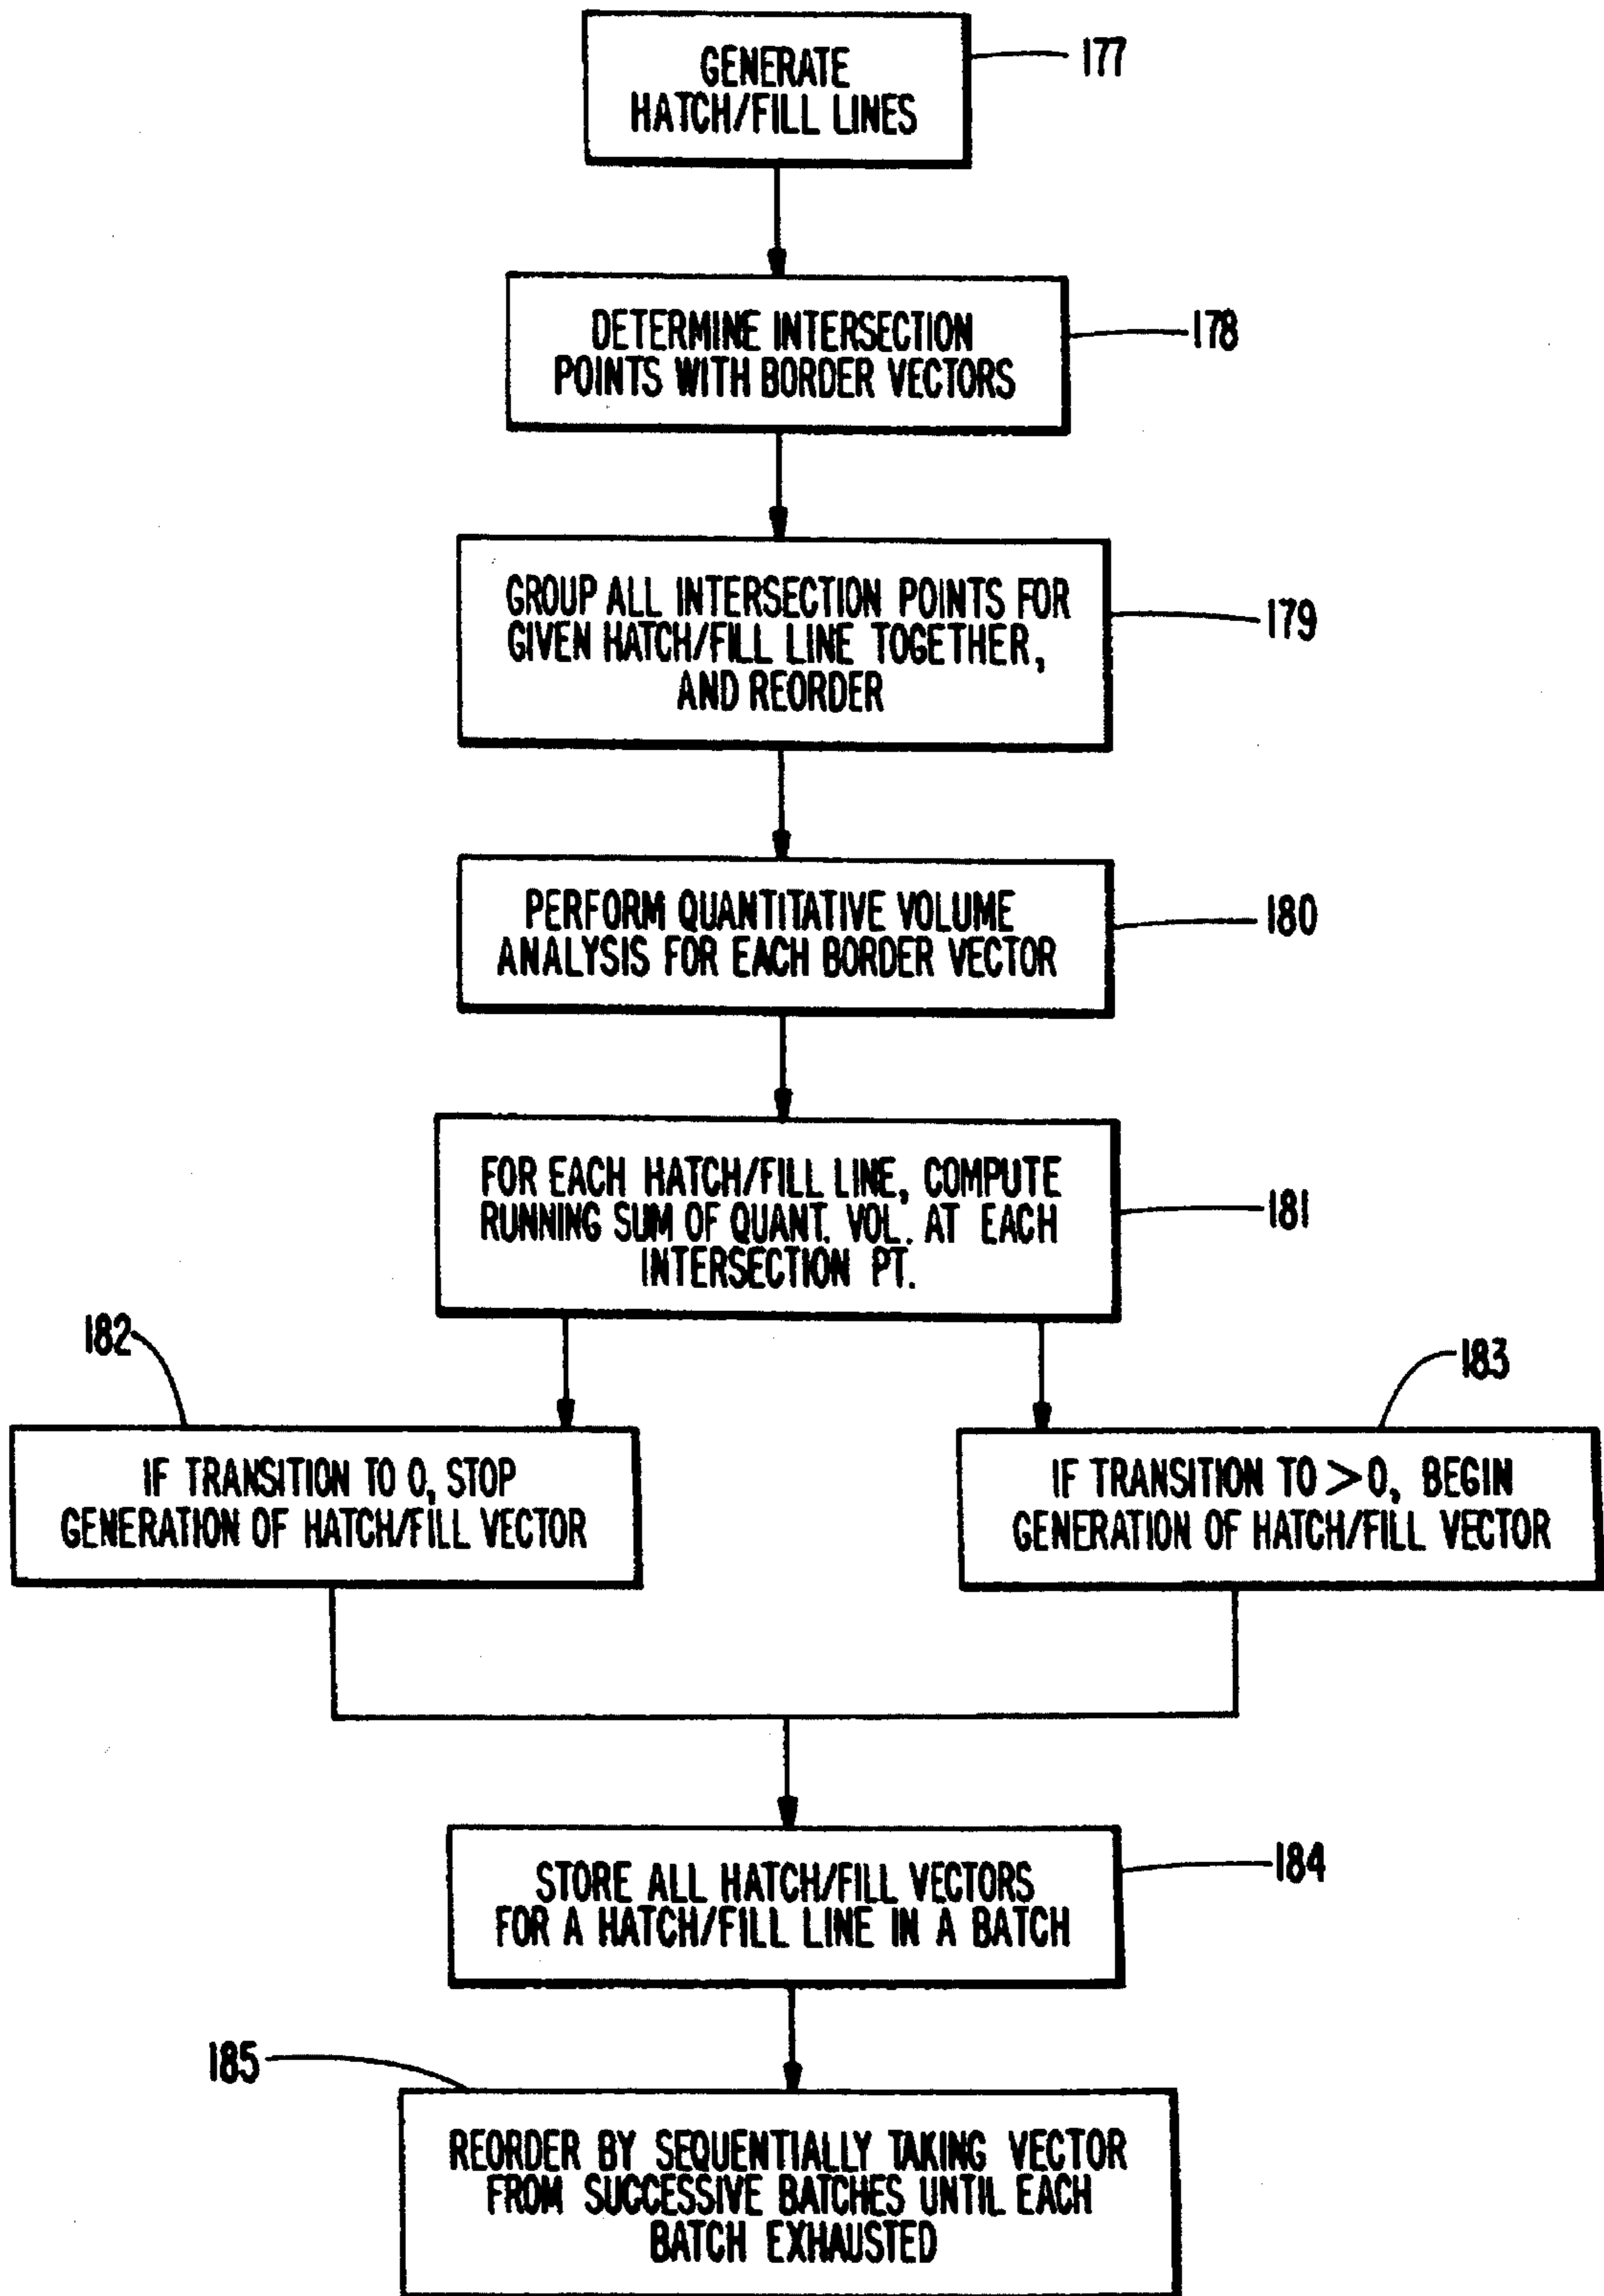 GENERATE
HATCH/FILL LINES
177
DETERMINE INTERSECTION
POINTS WITH BORDER VECTORS
178
GROUP ALL INTERSECTION POINTS FOR
GIVEN HATCH/FILL LINE TOGETHER,
AND REORDER
179
PERFORM QUANTITATIVE VOLUME
ANALYSIS FOR EACH BORDER VECTOR
180
FOR EACH HATCH/FILL LINE, COMPUTE
RUNNING SUM OF QUANT. VOL. AT EACH
INTERSECTION PT.
181
182
IF TRANSITION TO 0, STOP
GENERATION OF HATCH/FILL VECTOR
183
IF TRANSITION TO >0, BEGIN
GENERATION OF HATCH/FILL VECTOR
STORE ALL HATCH/FILL VECTORS
FOR A HATCH/FILL LINE IN A BATCH
184
185
REORDER BY SEQUENTIALLY TAKING VECTOR
FROM SUCCESSIVE BATCHES UNTIL EACH
BATCH EXHAUSTED